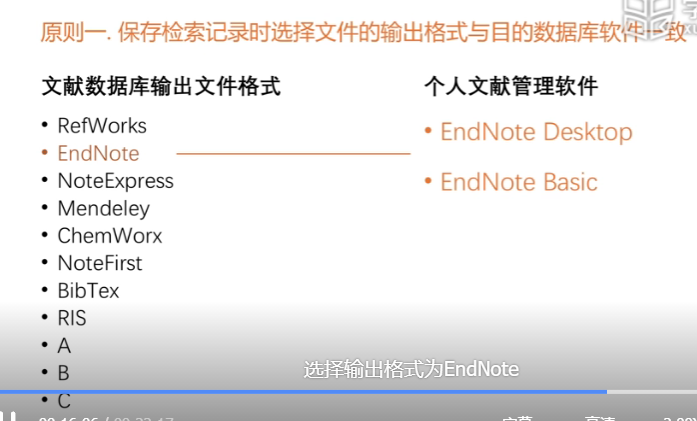 原则一. 保存检索记录时选择文件的输出格式与目的数据库软件一致
文献数据库输出文件格式
• RefWorks
• EndNote
• NoteExpress
• Mendeley
• ChemWorx
• NoteFirst
• BibTex
• RIS
• A
• B
• C
个人文献管理软件
• EndNote Desktop
• EndNote Basic
选择输出格式为EndNote